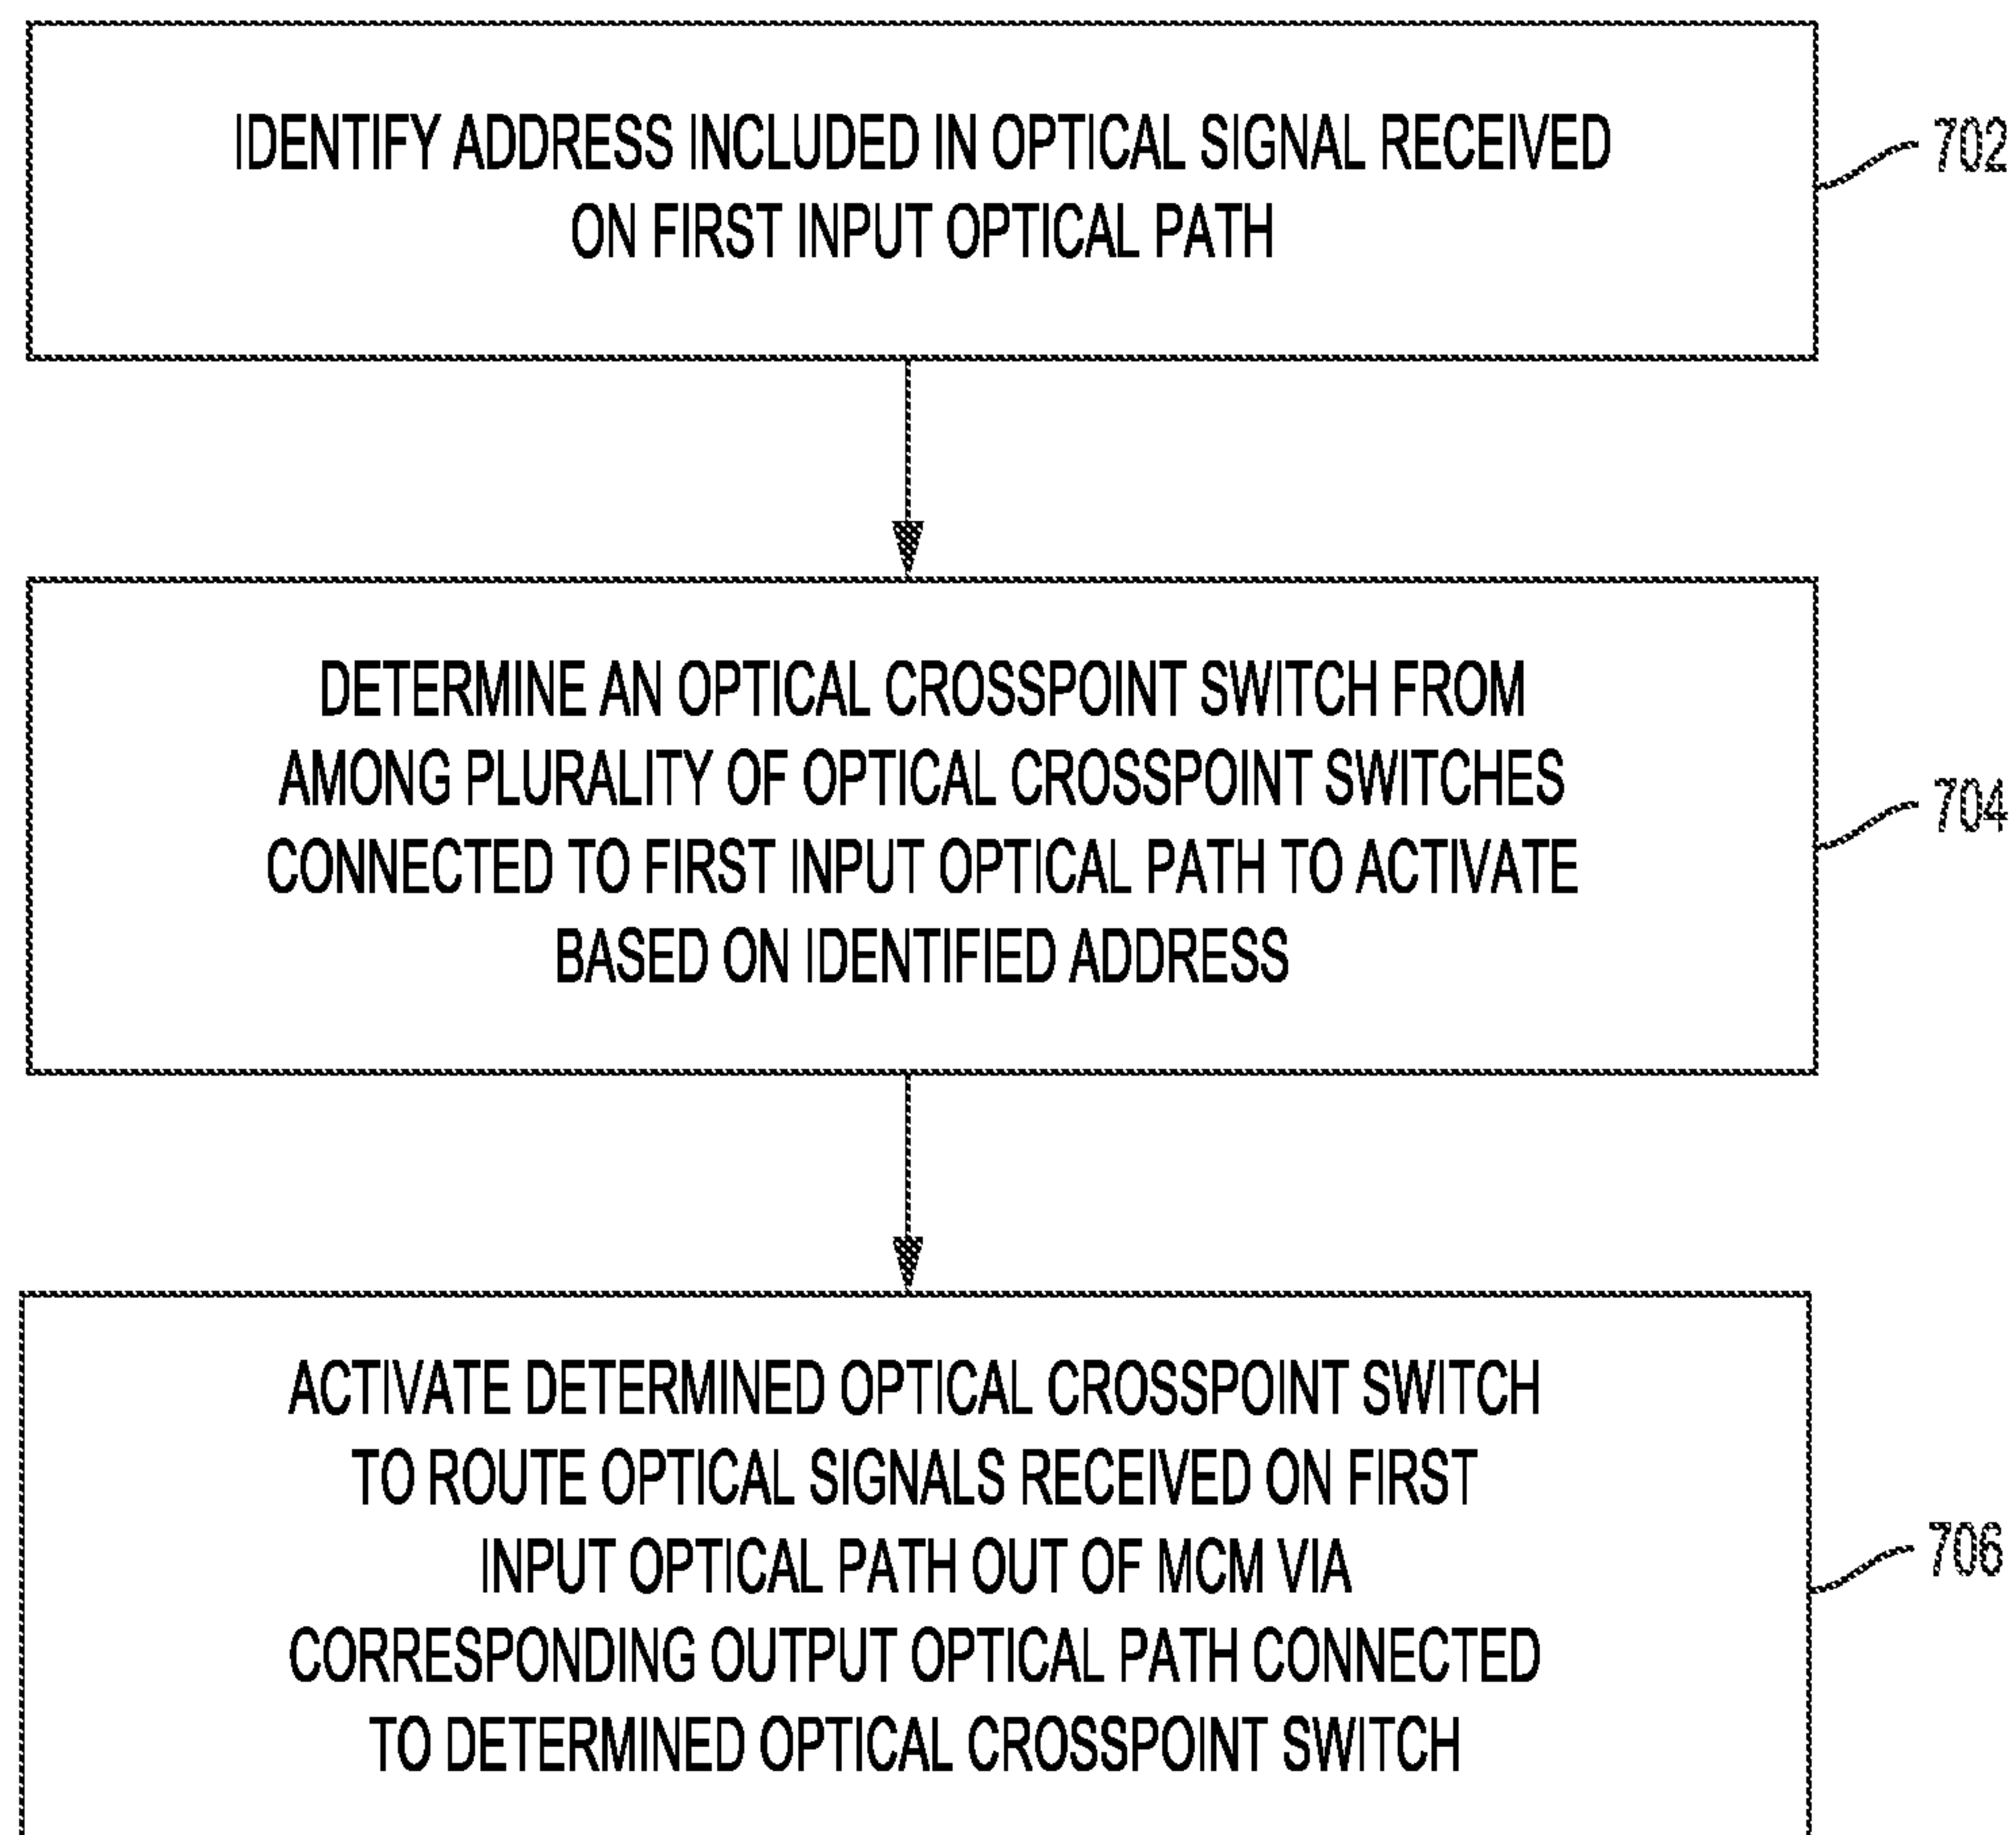 IDENTIFY ADDRESS INCLUDED IN OPTICAL SIGNAL RECEIVED
ON FIRST INPUT OPTICAL PATH
702
DETERMINE AN OPTICAL CROSSPOINT SWITCH FROM
AMONG PLURALITY OF OPTICAL CROSSPOINT SWITCHES
CONNECTED TO FIRST INPUT OPTICAL PATH TO ACTIVATE
BASED ON IDENTIFIED ADDRESS
704
ACTIVATE DETERMINED OPTICAL CROSSPOINT SWITCH
TO ROUTE OPTICAL SIGNALS RECEIVED ON FIRST
INPUT OPTICAL PATH OUT OF MCM VIA
CORRESPONDING OUTPUT OPTICAL PATH CONNECTED
TO DETERMINED OPTICAL CROSSPOINT SWITCH
706